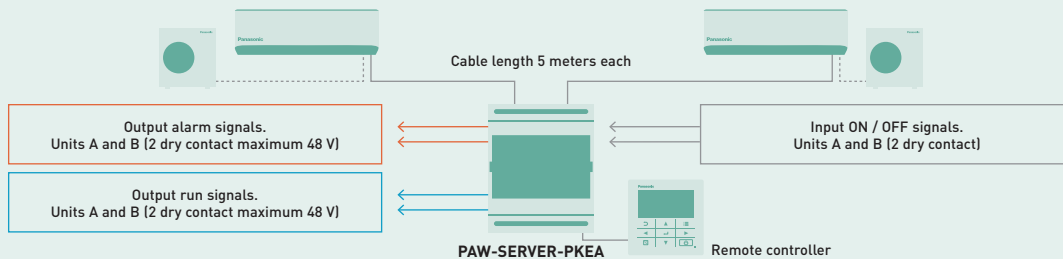 Panasonic
Panasonic
Panasonic
Panasonic
Cable length 5 meters each
Output alarm signals.
Units A and B (2 dry contact maximum 48 V)
Input ON / OFF signals.
Units A and B (2 dry contact)
Output run signals.
Units A and B (2 dry contact maximum 48 V)
Panasonic
PAW-SERVER-PKEA
Remote controller